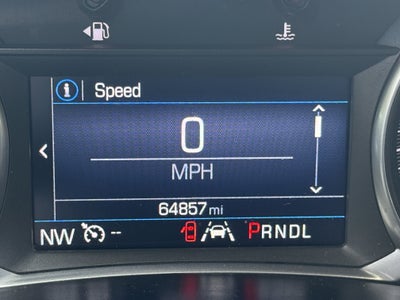 Speed
0
MPH
64857 mi
NW -- PRNDL